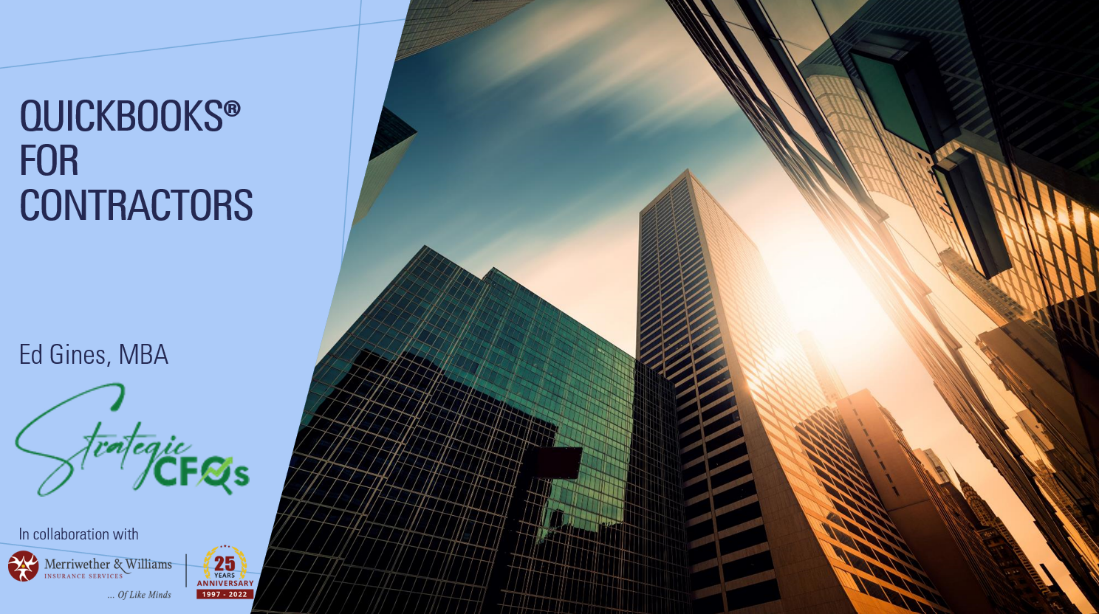 QUICKBOOKS®
FOR
CONTRACTORS
Ed Gines, MBA
Strategic
CFOs
In collaboration with
Merriwether & Williams
INSURANCE SERVICES
... Of Like Minds
25
YEARS
ANNIVERSARY
1997 - 2022